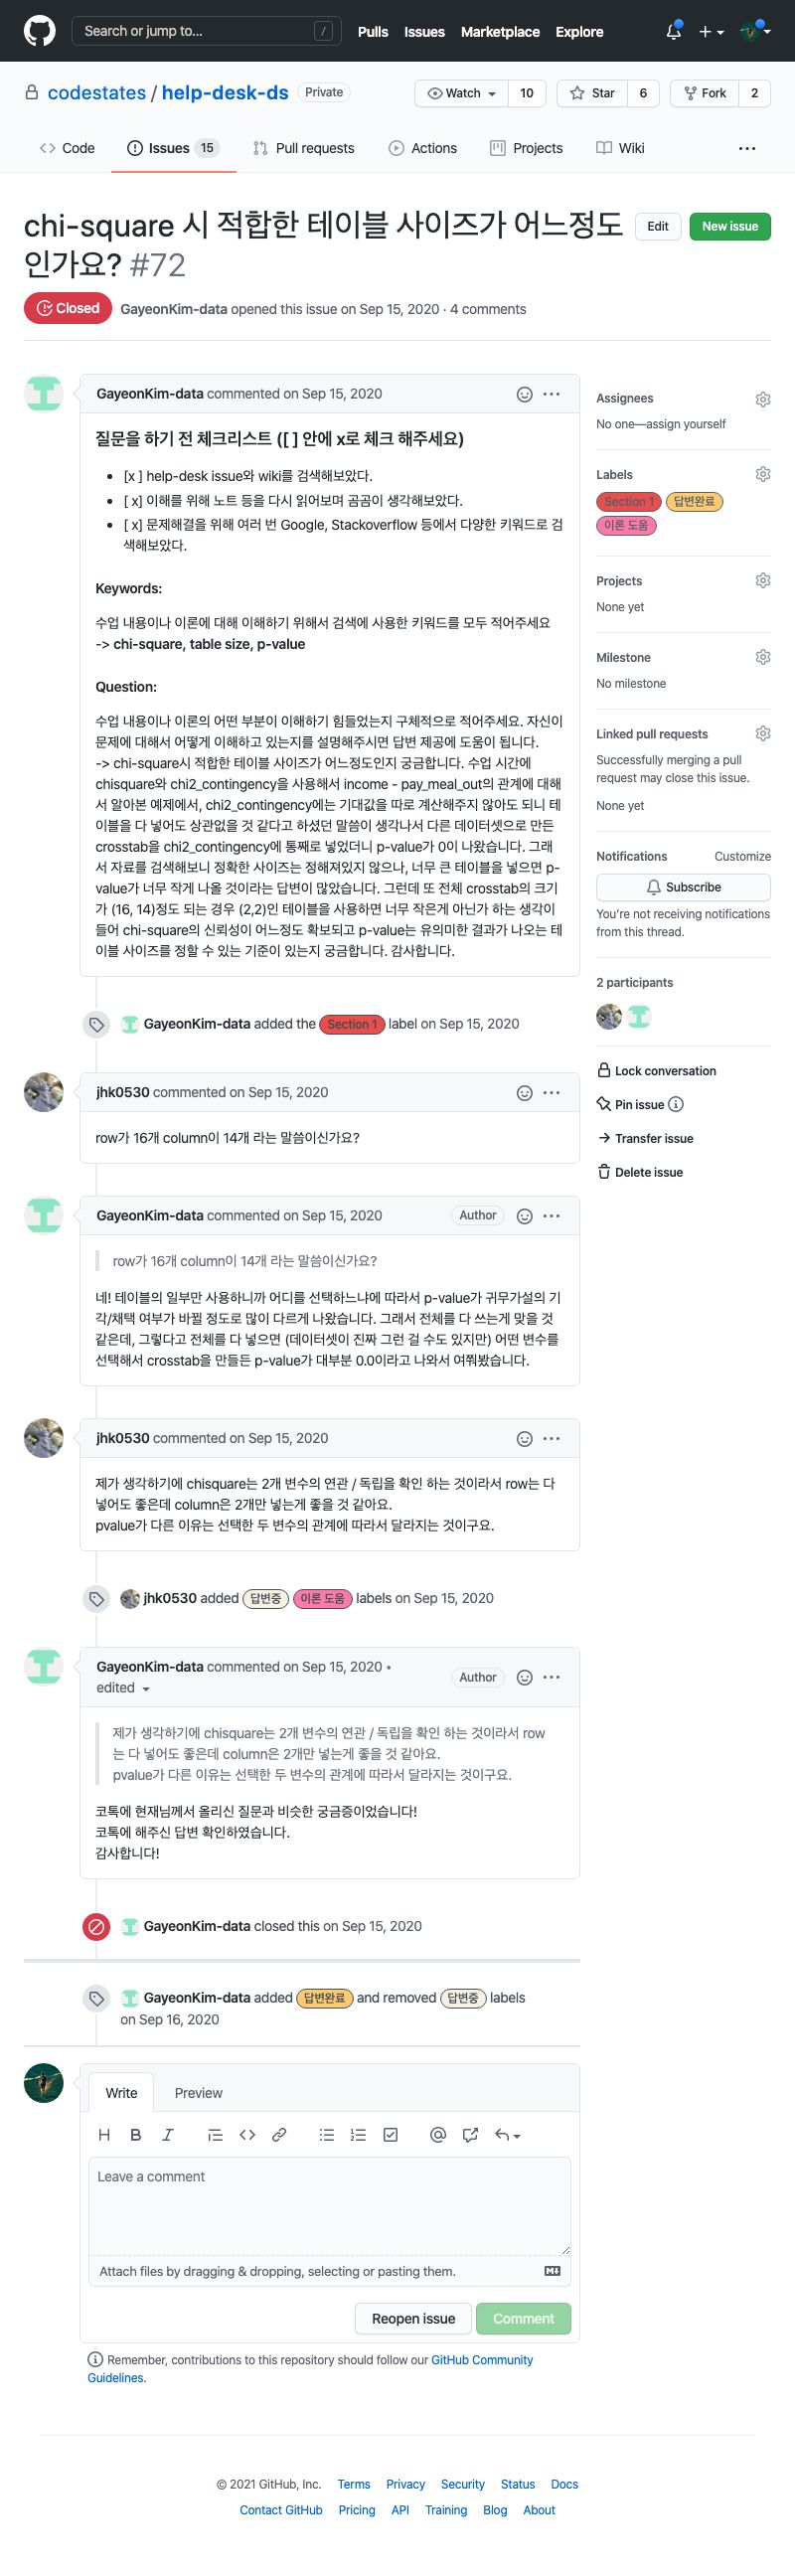 Search or jump to... /
Pulls Issues Marketplace Explore
codestates / help-desk-ds Private
Watch 10 Star 6 Fork 2
Code Issues 15 Pull requests Actions Projects Wiki
chi-square 시 적합한 테이블 사이즈가 어느정도
인가요? #72
Edit New issue
Closed GayeonKim-data opened this issue on Sep 15, 2020 · 4 comments
GayeonKim-data commented on Sep 15, 2020
질문을 하기 전 체크리스트 ([ ] 안에 x로 체크 해주세요)
[x ] help-desk issue와 wiki를 검색해보았다.
[ x] 이해를 위해 노트 등을 다시 읽어보며 곰곰이 생각해보았다.
[ x] 문제해결을 위해 여러 번 Google, Stackoverflow 등에서 다양한 키워드로 검
색해보았다.
Keywords:
수업 내용이나 이론에 대해 이해하기 위해서 검색에 사용한 키워드를 모두 적어주세요
-> chi-square, table size, p-value
Question:
수업 내용이나 이론의 어떤 부분이 이해하기 힘들었는지 구체적으로 적어주세요. 자신이
문제에 대해서 어떻게 이해하고 있는지를 설명해주시면 답변 제공에 도움이 됩니다.
-> chi-square시 적합한 테이블 사이즈가 어느정도인지 궁금합니다. 수업 시간에
chisquare와 chi2_contingency을 사용해서 income - pay_meal_out의 관계에 대해
서 알아본 예제에서, chi2_contingency에는 기대값을 따로 계산해주지 않아도 되니 테
이블을 다 넣어도 상관없을 것 같다고 하셨던 말씀이 생각나서 다른 데이터셋으로 만든
crosstab을 chi2_contingency에 통째로 넣었더니 p-value가 0이 나왔습니다. 그래
서 자료를 검색해보니 정확한 사이즈는 정해져있지 않으나, 너무 큰 테이블을 넣으면 p-
value가 너무 작게 나올 것이라는 답변이 많았습니다. 그런데 또 전체 crosstab의 크기
가 (16, 14)정도 되는 경우 (2,2)인 테이블을 사용하면 너무 작은게 아닌가 하는 생각이
들어 chi-square의 신뢰성이 어느정도 확보되고 p-value는 유의미한 결과가 나오는 테
이블 사이즈를 정할 수 있는 기준이 있는지 궁금합니다. 감사합니다.
GayeonKim-data added the Section 1 label on Sep 15, 2020
jhk0530 commented on Sep 15, 2020
row가 16개 column이 14개 라는 말씀이신가요?
GayeonKim-data commented on Sep 15, 2020 Author
row가 16개 column이 14개 라는 말씀이신가요?
네! 테이블의 일부만 사용하니까 어디를 선택하느냐에 따라서 p-value가 귀무가설의 기
각/채택 여부가 바뀔 정도로 많이 다르게 나왔습니다. 그래서 전체를 다 쓰는게 맞을 것
같은데, 그렇다고 전체를 다 넣으면 (데이터셋이 진짜 그런 걸 수도 있지만) 어떤 변수를
선택해서 crosstab을 만들든 p-value가 대부분 0.0이라고 나와서 여쭤봤습니다.
jhk0530 commented on Sep 15, 2020
제가 생각하기에 chisquare는 2개 변수의 연관 / 독립을 확인 하는 것이라서 row는 다
넣어도 좋은데 column은 2개만 넣는게 좋을 것 같아요.
pvalue가 다른 이유는 선택한 두 변수의 관계에 따라서 달라지는 것이구요.
jhk0530 added 답변중 이론 도움 labels on Sep 15, 2020
GayeonKim-data commented on Sep 15, 2020 •
edited
Author
제가 생각하기에 chisquare는 2개 변수의 연관 / 독립을 확인 하는 것이라서 row
는 다 넣어도 좋은데 column은 2개만 넣는게 좋을 것 같아요.
pvalue가 다른 이유는 선택한 두 변수의 관계에 따라서 달라지는 것이구요.
코톡에 현재님께서 올리신 질문과 비슷한 궁금증이었습니다!
코톡에 해주신 답변 확인하였습니다.
감사합니다!
GayeonKim-data closed this on Sep 15, 2020
GayeonKim-data added 답변완료 and removed 답변중 labels
on Sep 16, 2020
Write Preview
Leave a comment
Attach files by dragging & dropping, selecting or pasting them.
Reopen issue Comment
Remember, contributions to this repository should follow our GitHub Community
Guidelines.
Assignees
No one—assign yourself
Labels
Section 1 답변완료
이론 도움
Projects
None yet
Milestone
No milestone
Linked pull requests
Successfully merging a pull
request may close this issue.
None yet
Notifications Customize
Subscribe
You're not receiving notifications
from this thread.
2 participants
Lock conversation
Pin issue
Transfer issue
Delete issue
© 2021 GitHub, Inc. Terms Privacy Security Status Docs
Contact GitHub Pricing API Training Blog About